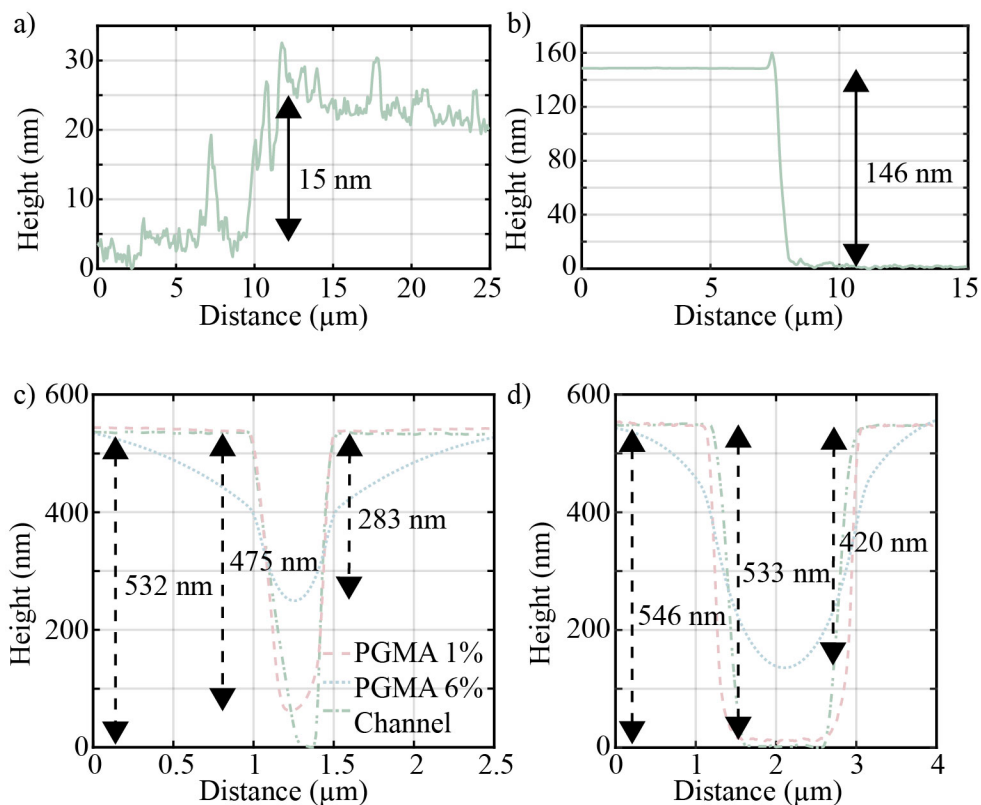 a)
Height (nm)
30
20
10
0
15 nm
0 5 10 15 20 25
Distance (µm)
b)
Height (nm)
160
120
80
40
0
146 nm
0 5 10 15
Distance (µm)
c)
Height (nm)
600
400
200
0
532 nm
475 nm
283 nm
PGMA 1%
PGMA 6%
Channel
0 0.5 1 1.5 2 2.5
Distance (µm)
d)
Height (nm)
600
400
200
0
546 nm
533 nm
420 nm
0 1 2 3 4
Distance (µm)